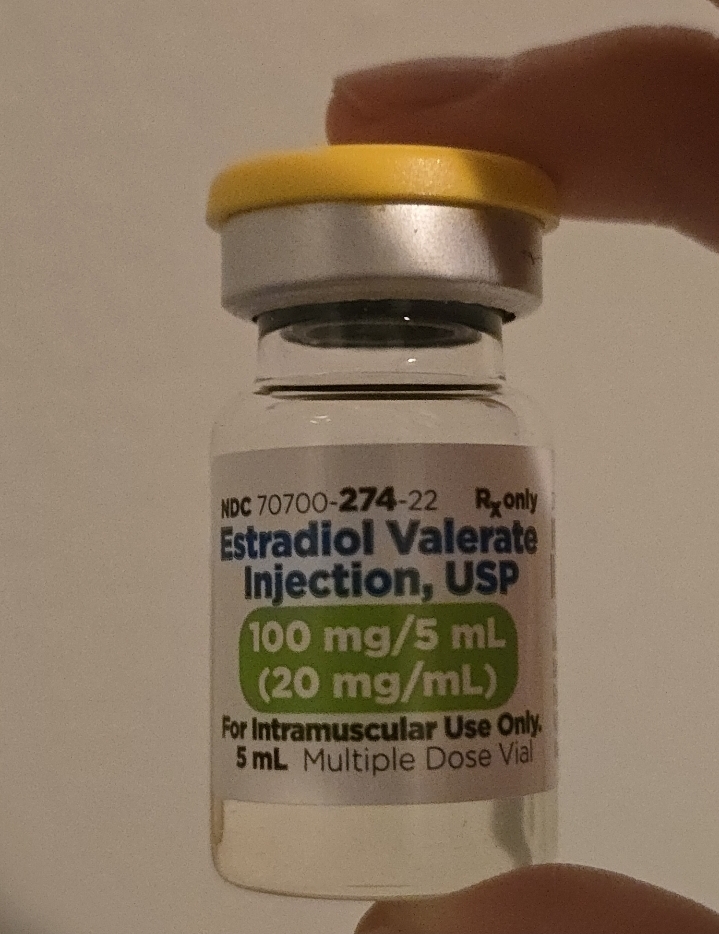 NDC 70700-274-22 Rx only
Estradiol Valerate
Injection, USP
100 mg/5 mL
(20 mg/mL)
For Intramuscular Use Only.
5 mL Multiple Dose Vial